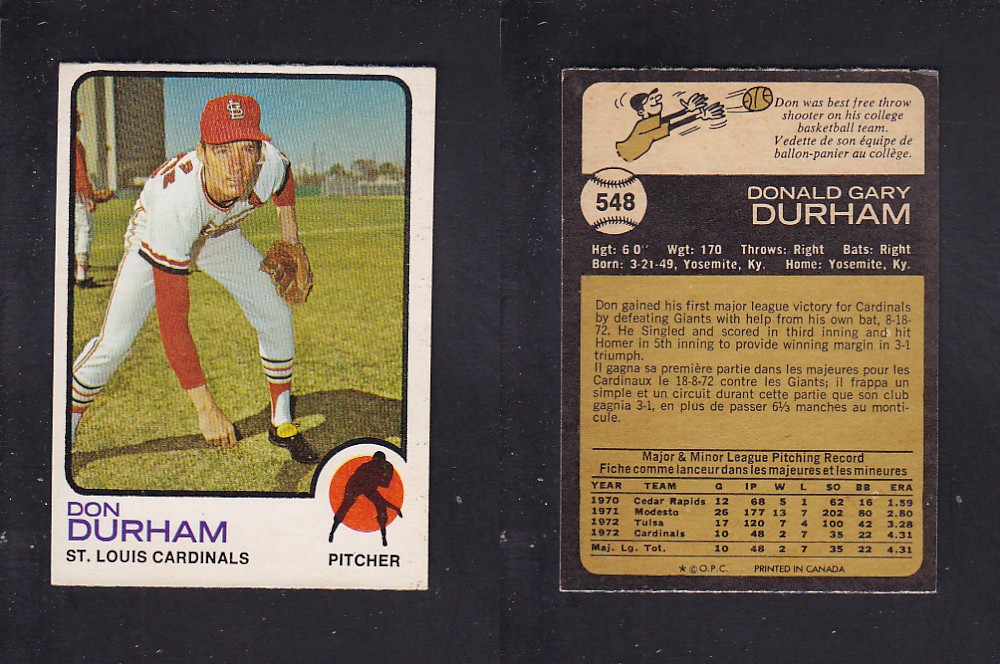 STL
DON
DURHAM
ST. LOUIS CARDINALS
PITCHER
Don was best free throw
shooter on his college
basketball team.
Vedette de son équipe de
ballon-panier au collège.
548
DONALD GARY
DURHAM
Hgt: 6 0" Wgt: 170 Throws: Right Bats: Right
Born: 3-21-49, Yosemite, Ky. Home: Yosemite, Ky.
Don gained his first major league victory for Cardinals
by defeating Giants with help from his own bat, 8-18-
72. He Singled and scored in third inning and hit
Homer in 5th inning to provide winning margin in 3-1
triumph.
Il gagna sa première partie dans les majeures pour les
Cardinaux le 18-8-72 contre les Giants; il frappa un
simple et un circuit durant cette partie que son club
gagnia 3-1, en plus de passer 6⅓ manches au monti-
cule.
Major & Minor League Pitching Record
Fiche comme lanceur dans les majeures et les mineures
YEAR TEAM G IP W L SO BB ERA
1970 Cedar Rapids 12 68 5 1 62 16 1.59
1971 Modesto 26 177 13 7 202 80 2.80
1972 Tulsa 17 120 7 4 100 42 3.28
1972 Cardinals 10 48 2 7 35 22 4.31
Maj. Lg. Tot. 10 48 2 7 35 22 4.31
★ © O.P.C. PRINTED IN CANADA